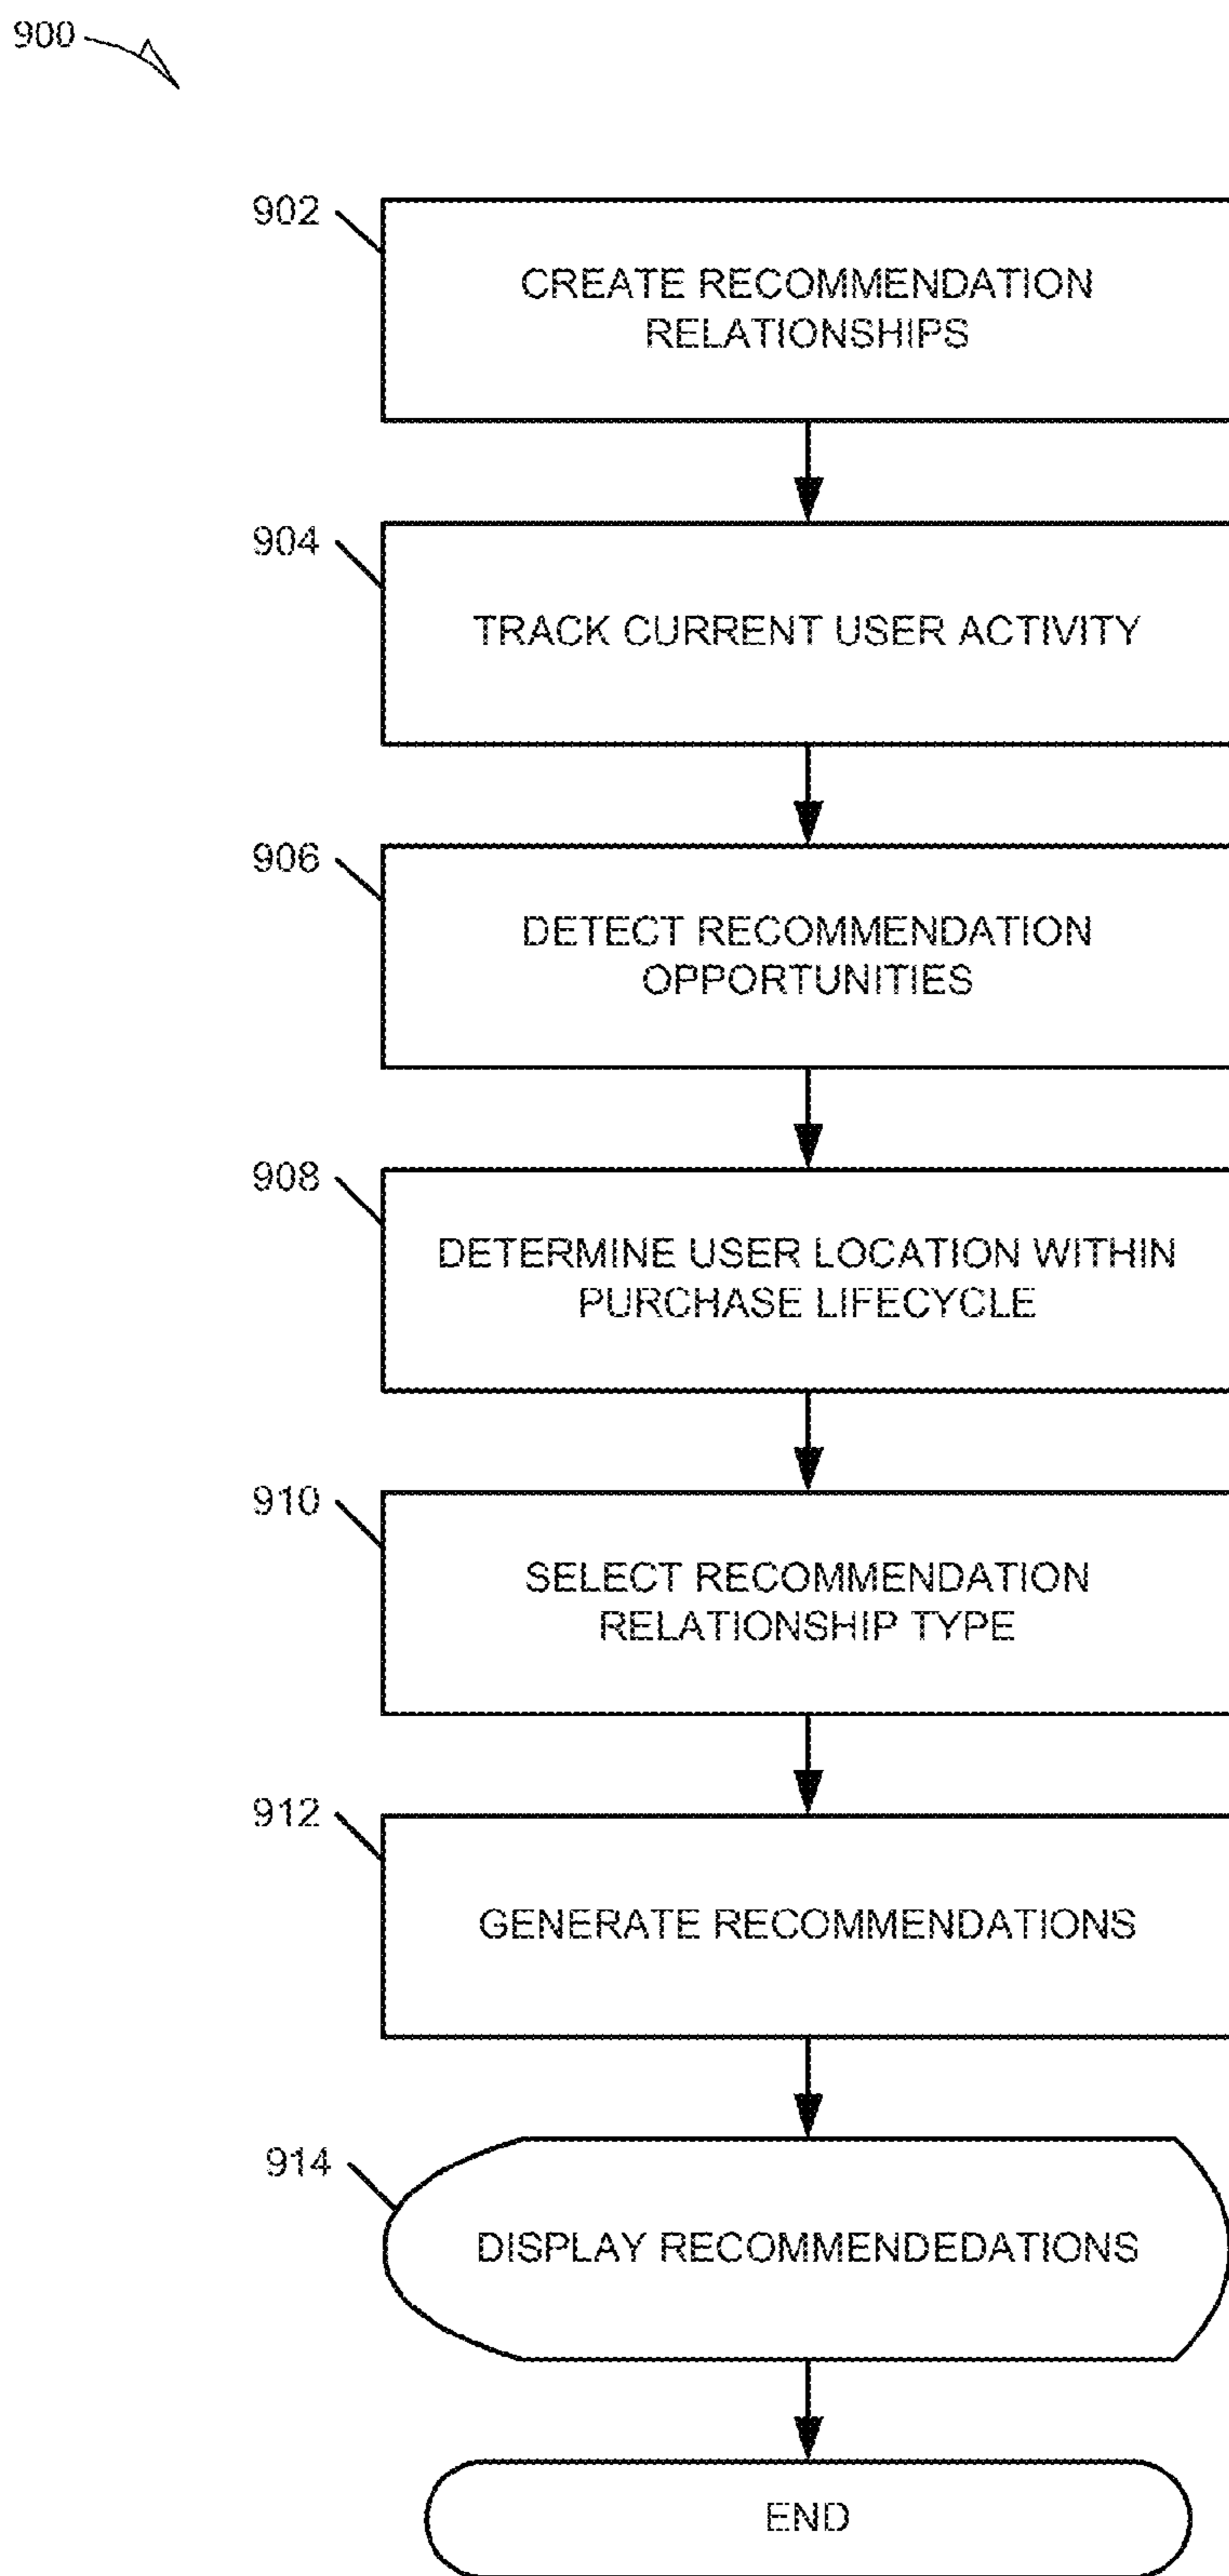 900
902
CREATE RECOMMENDATION
RELATIONSHIPS
904
TRACK CURRENT USER ACTIVITY
906
DETECT RECOMMENDATION
OPPORTUNITIES
908
DETERMINE USER LOCATION WITHIN
PURCHASE LIFECYCLE
910
SELECT RECOMMENDATION
RELATIONSHIP TYPE
912
GENERATE RECOMMENDATIONS
914
DISPLAY RECOMMENDEDATIONS
END